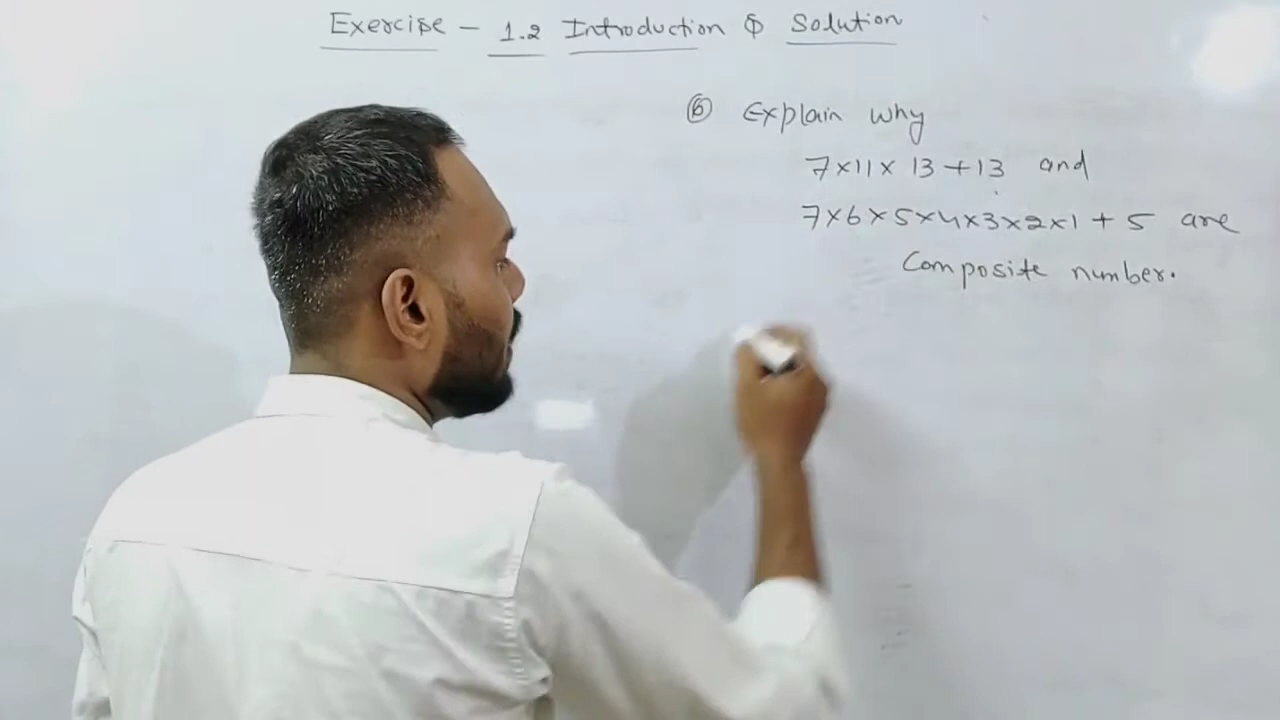 Exercise - 1.2 Introduction & Solution
⑥ Explain why
7×11×13+13 and
7×6×5×4×3×2×1+5 are
Composite number.